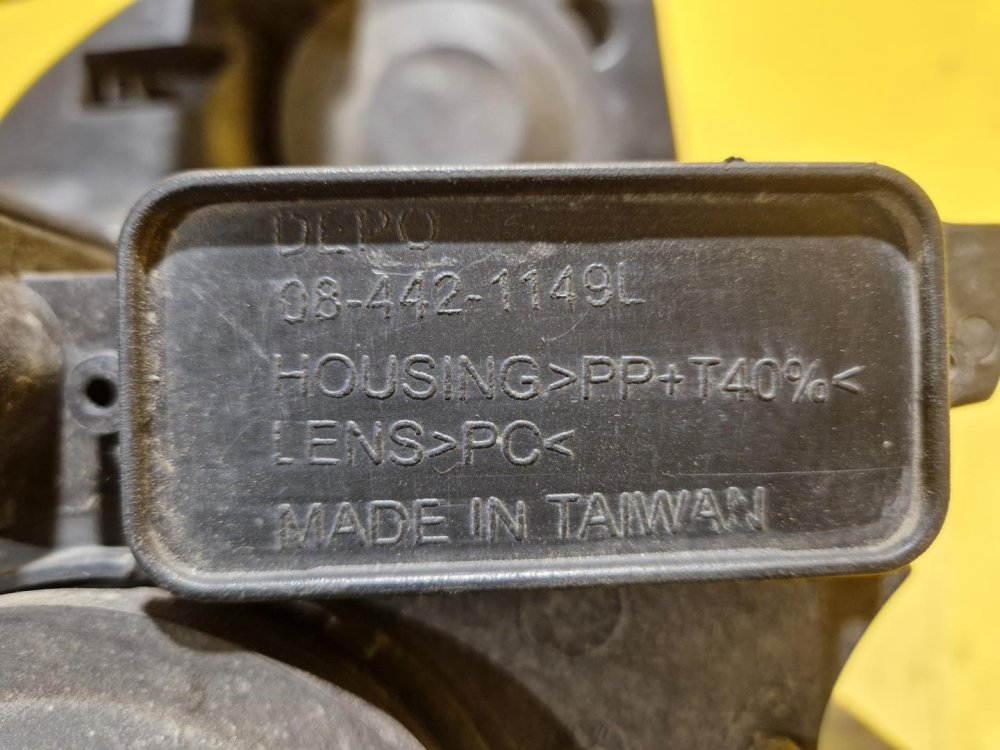 DEPO
08-442-1149L
HOUSING>PP+T40%<
LENS>PC<
MADE IN TAIWAN